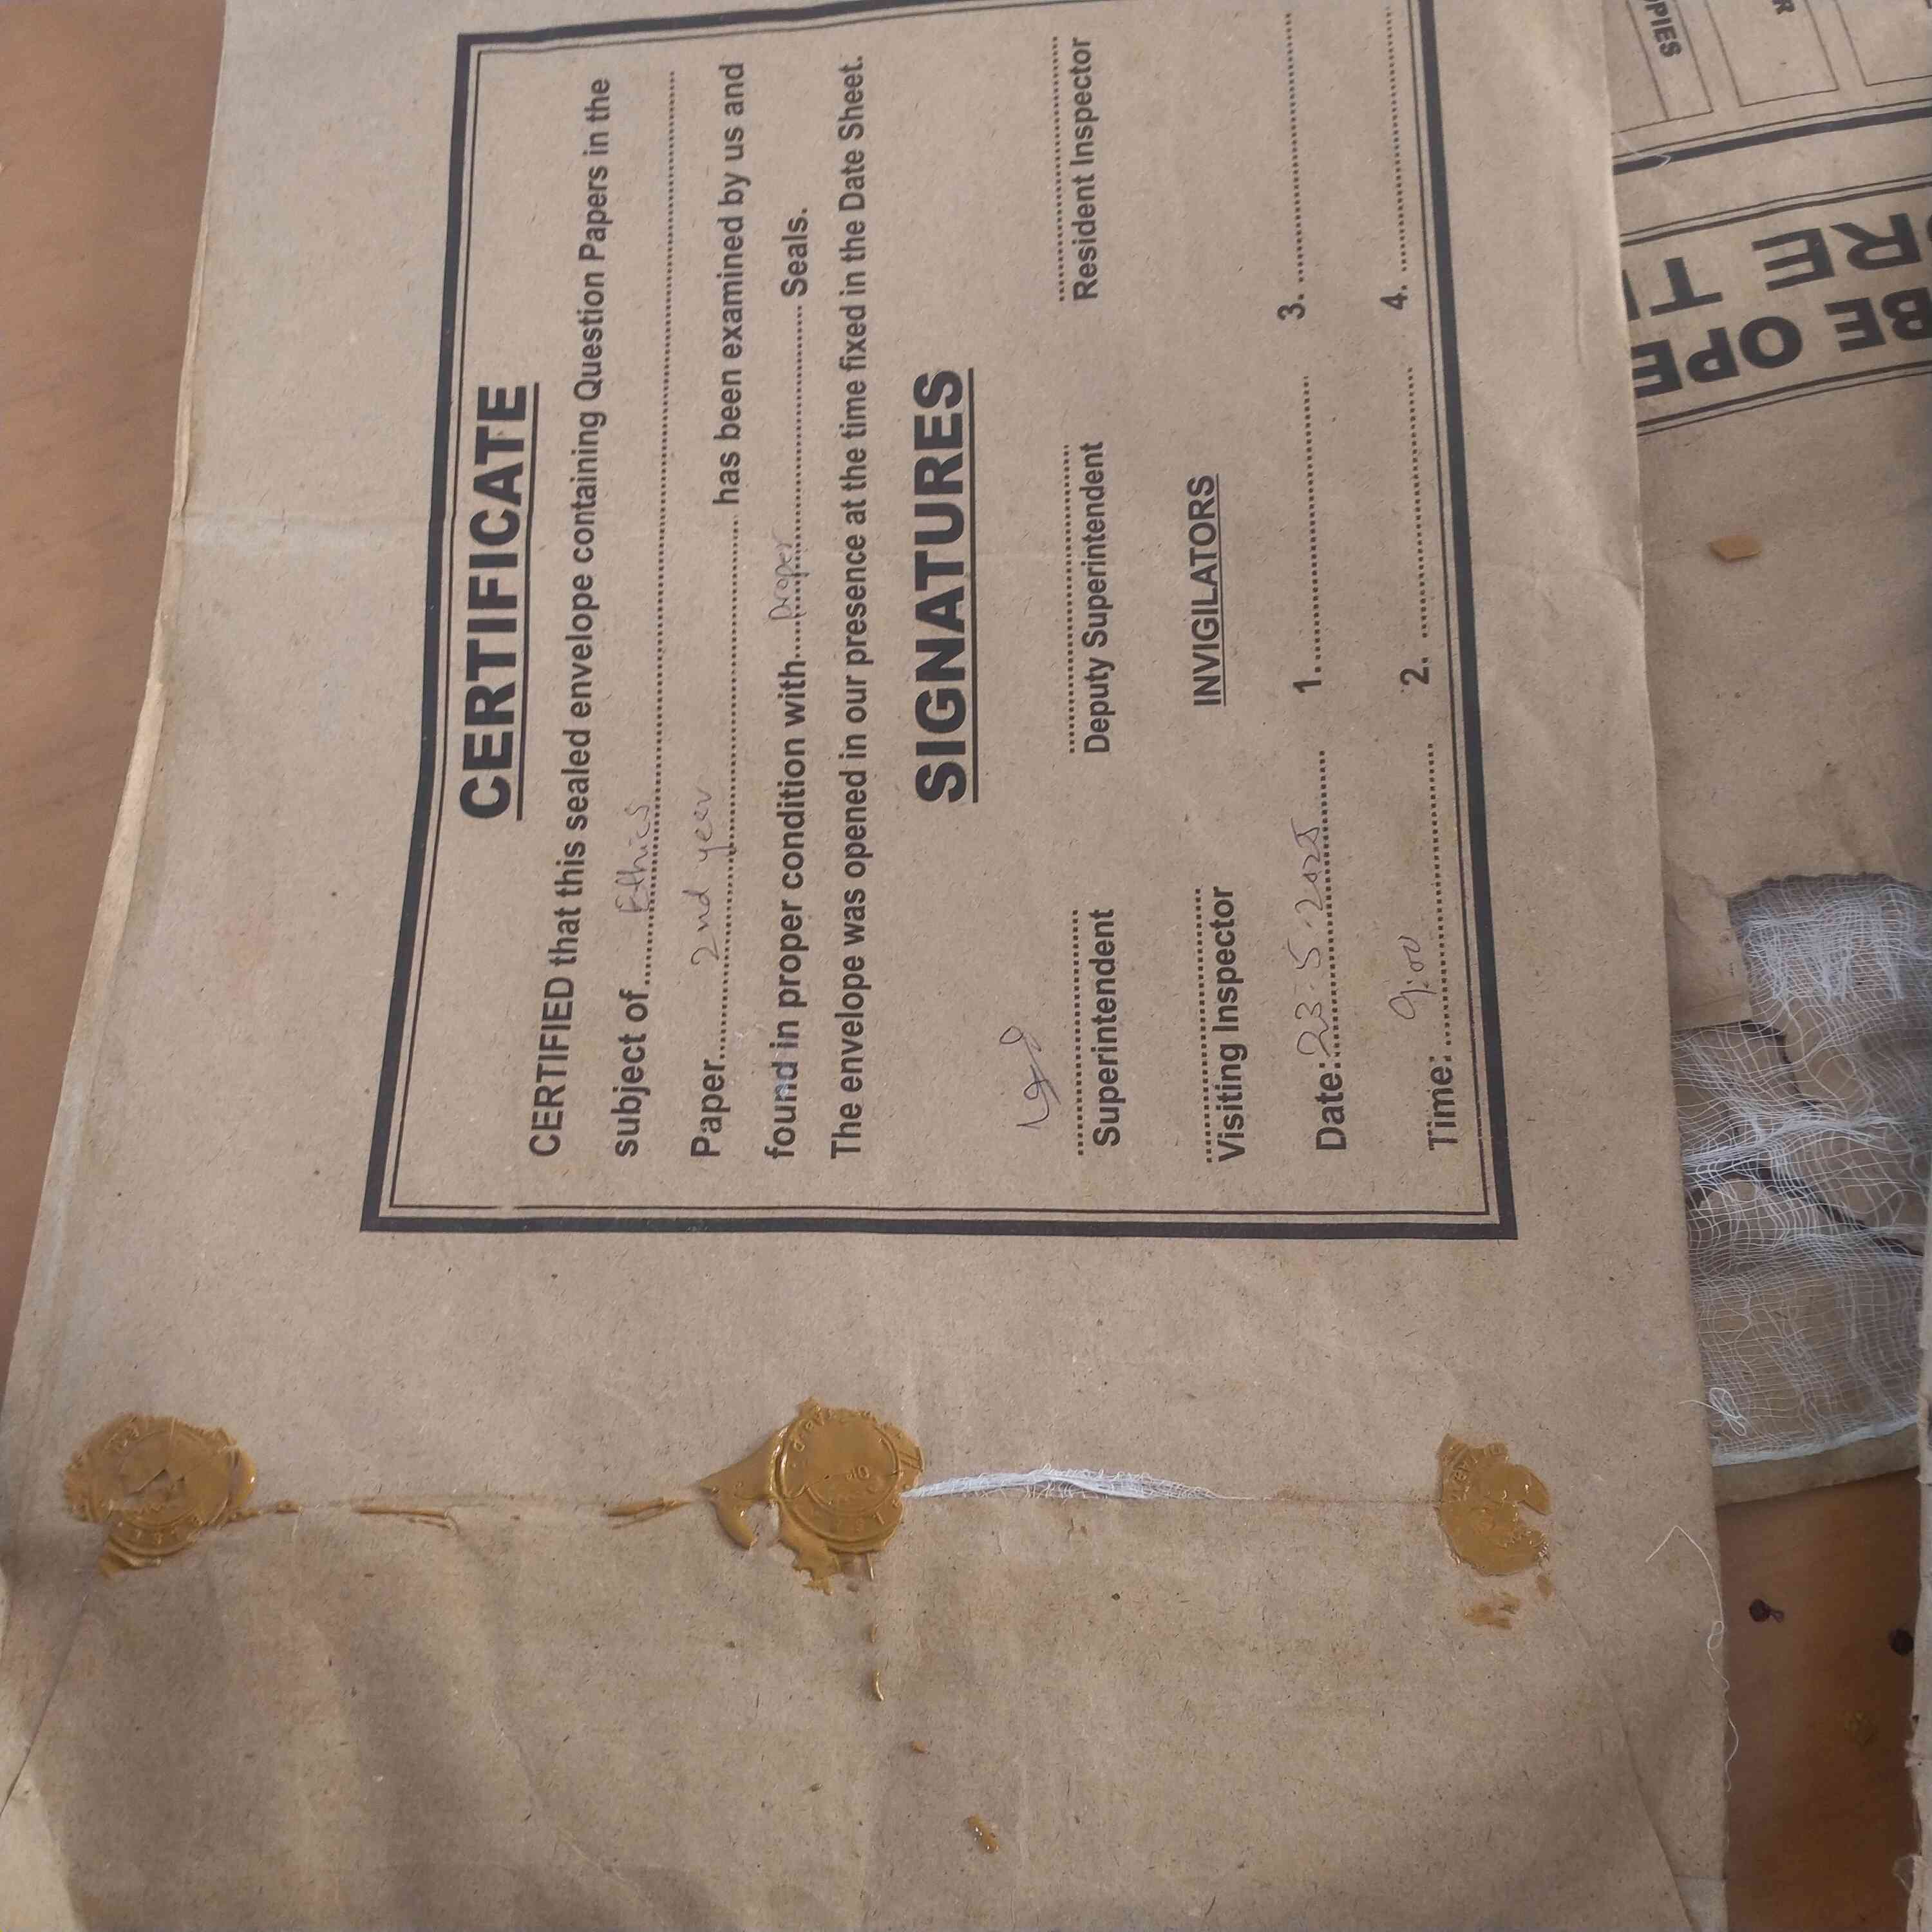 CERTIFICATE
CERTIFIED that this sealed envelope containing Question Papers in the
subject of......Ethics..............................
Paper......2nd year.................. has been examined by us and
found in proper condition with.....proper.................... Seals.
The envelope was opened in our presence at the time fixed in the Date Sheet.
SIGNATURES
Superintendent
Deputy Superintendent
Resident Inspector
Visiting Inspector
INVIGILATORS
Date: 23.5.2025
1..............................
3. ..............................
Time: 9:00
2. ..............................
4. ..............................
PIES
R
BE OPE
RE T